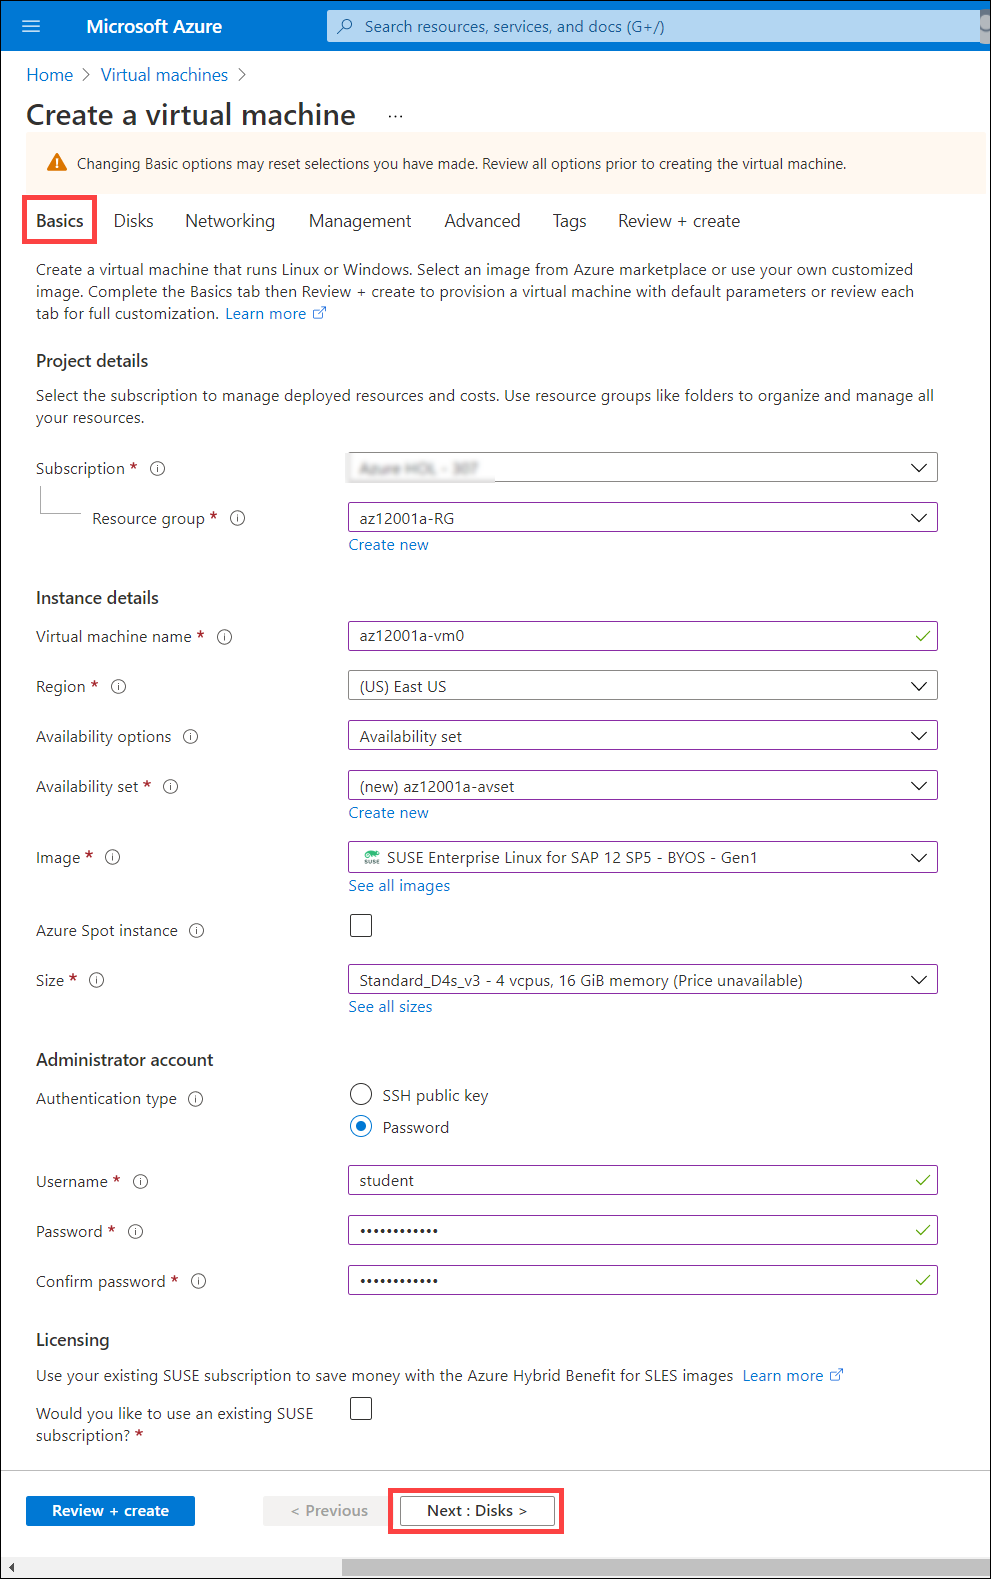 Microsoft Azure
Search resources, services, and docs (G+/)
Home > Virtual machines >
Create a virtual machine ...
Changing Basic options may reset selections you have made. Review all options prior to creating the virtual machine.
Basics Disks Networking Management Advanced Tags Review + create
Create a virtual machine that runs Linux or Windows. Select an image from Azure marketplace or use your own customized
image. Complete the Basics tab then Review + create to provision a virtual machine with default parameters or review each
tab for full customization. Learn more
Project details
Select the subscription to manage deployed resources and costs. Use resource groups like folders to organize and manage all
your resources.
Subscription * Azure HOL - 307
Resource group * az12001a-RG
Create new
Instance details
Virtual machine name * az12001a-vm0
Region * (US) East US
Availability options Availability set
Availability set * (new) az12001a-avset
Create new
Image * SUSE SUSE Enterprise Linux for SAP 12 SP5 - BYOS - Gen1
See all images
Azure Spot instance
Size * Standard_D4s_v3 - 4 vcpus, 16 GiB memory (Price unavailable)
See all sizes
Administrator account
Authentication type SSH public key
Password
Username * student
Password * ••••••••••••
Confirm password * ••••••••••••
Licensing
Use your existing SUSE subscription to save money with the Azure Hybrid Benefit for SLES images Learn more
Would you like to use an existing SUSE
subscription? *
Review + create < Previous Next : Disks >